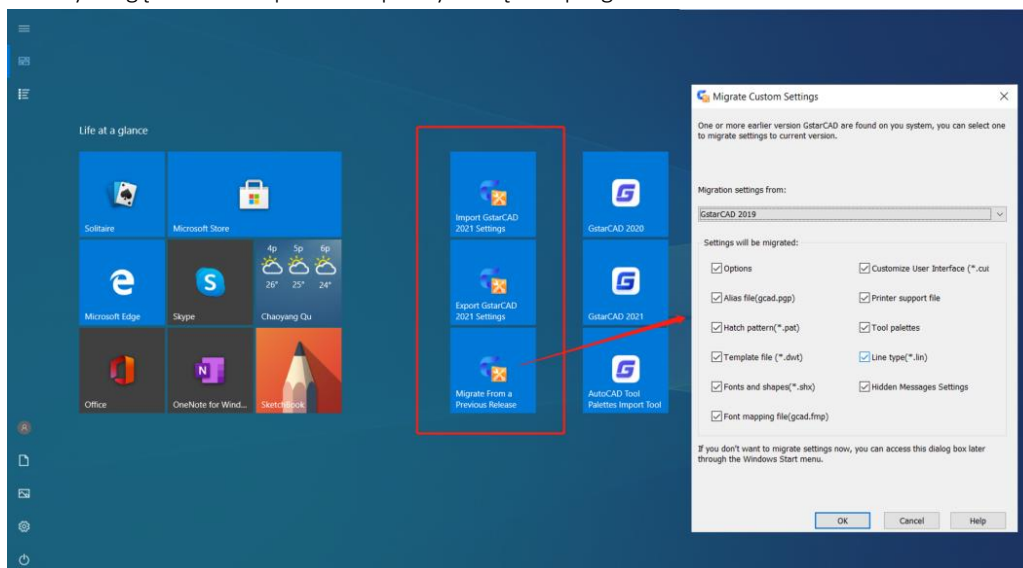 Life at a glance
Solitaire
Microsoft Store
Microsoft Edge
Skype
4p 5p 6p
26° 25° 24°
Chaoyang Qu
Office
OneNote for Wind...
SketchBook
Import GstarCAD
2021 Settings
GstarCAD 2020
Export GstarCAD
2021 Settings
GstarCAD 2021
Migrate From a
Previous Release
AutoCAD Tool
Palettes Import Tool
Migrate Custom Settings
One or more earlier version GstarCAD are found on you system, you can select one
to migrate settings to current version.
Migration settings from:
GstarCAD 2019
Settings will be migrated:
Options
Customize User Interface (*.cui
Alias file(gcad.pgp)
Printer support file
Hatch pattern(*.pat)
Tool palettes
Template file (*.dwt)
Line type(*.lin)
Fonts and shapes(*.shx)
Hidden Messages Settings
Font mapping file(gcad.fmp)
If you don't want to migrate settings now, you can access this dialog box later
through the Windows Start menu.
OK
Cancel
Help